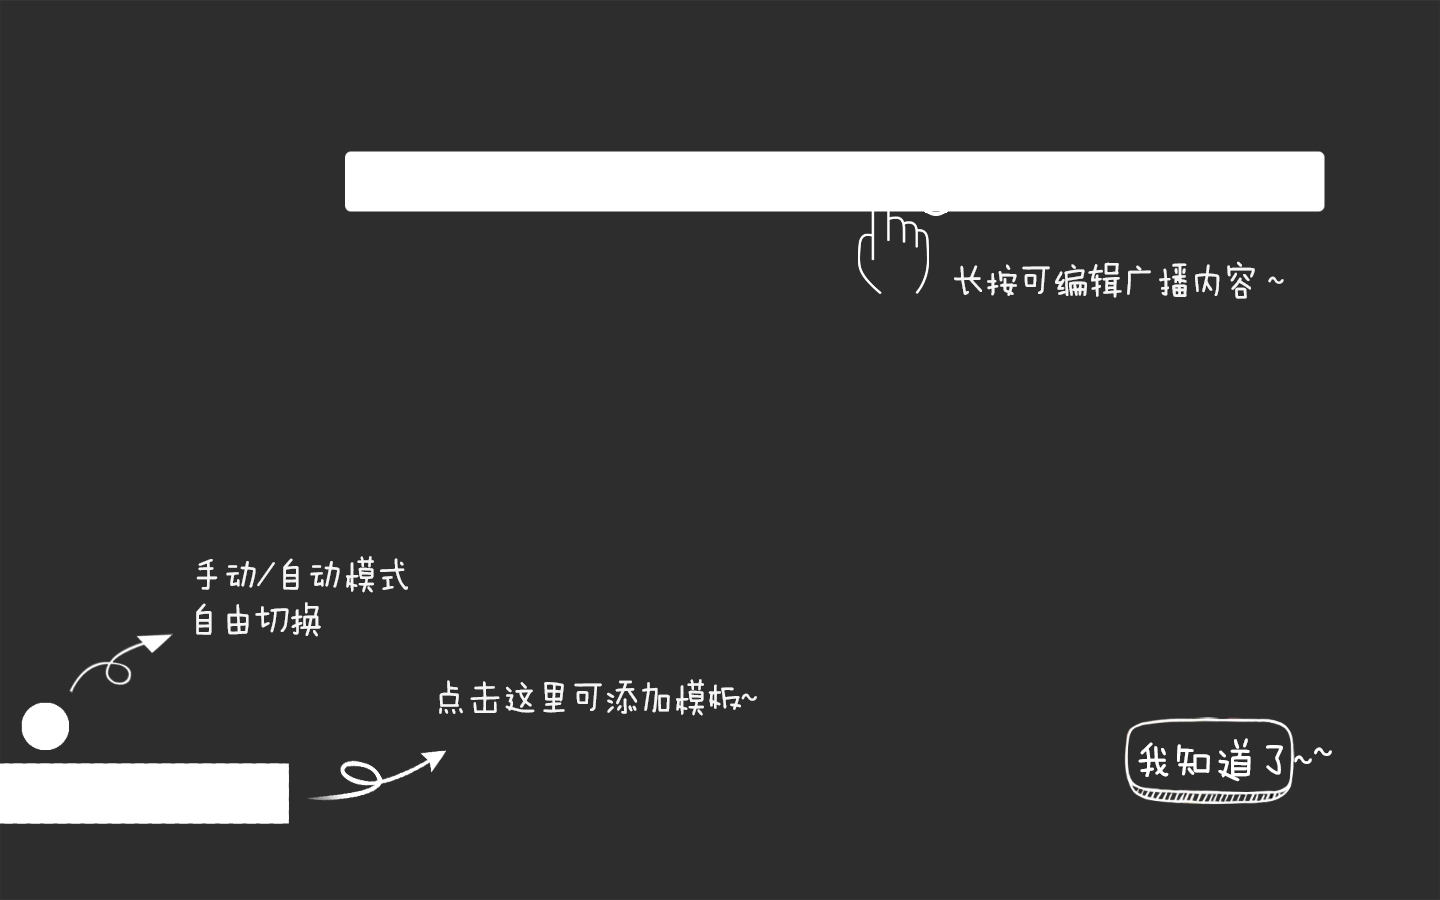 长按可编辑广播内容~
手动/自动模式
自由切换
点击这里可添加模板~
我知道了~~